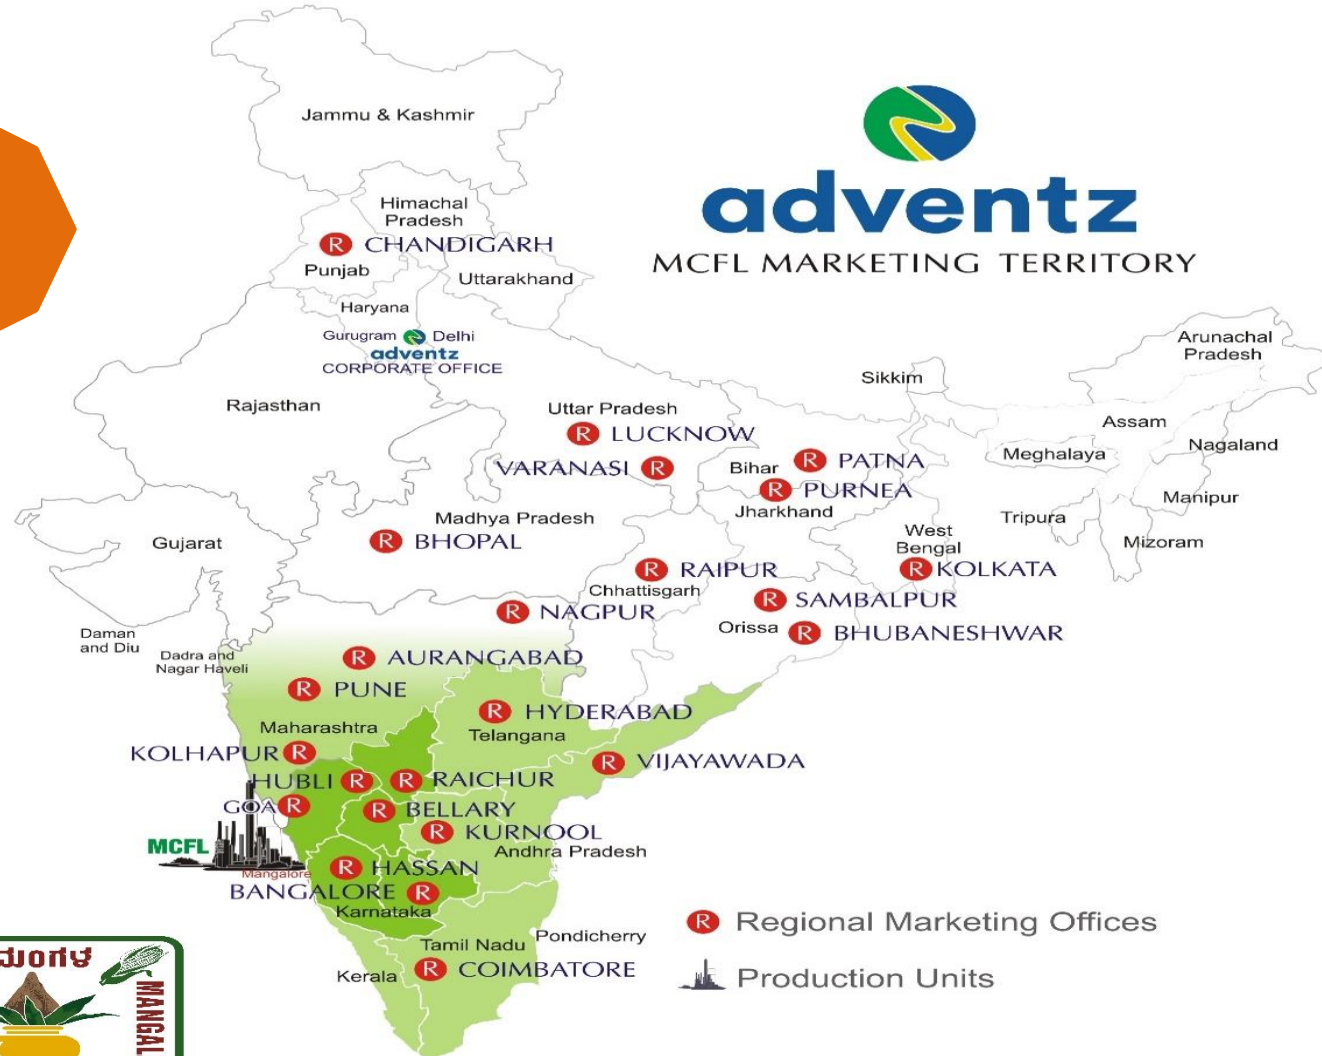 Jammu & Kashmir
adventz
MCFL MARKETING TERRITORY
Himachal
Pradesh
R CHANDIGARH
Punjab
Uttarakhand
Haryana
Gurugram Delhi
adventz
CORPORATE OFFICE
Arunachal
Pradesh
Sikkim
Rajasthan
Uttar Pradesh
R LUCKNOW
Assam
Nagaland
Meghalaya
VARANASI R
Bihar
R PATNA
R PURNEA
Jharkhand
Manipur
Tripura
Mizoram
Madhya Pradesh
R BHOPAL
Gujarat
West
Bengal
R KOLKATA
R RAIPUR
Chhattisgarh
R SAMBALPUR
R NAGPUR
Orissa
R BHUBANESHWAR
Daman
and Diu
Dadra and
Nagar Haveli
R AURANGABAD
R PUNE
R HYDERABAD
Telangana
Maharashtra
KOLHAPUR R
R VIJAYAWADA
HUBLI R
R RAICHUR
GOA R
R BELLARY
R KURNOOL
Andhra Pradesh
MCFL
Mangalore
R HASSAN
BANGALORE R
Karnataka
R Regional Marketing Offices
Pondicherry
Tamil Nadu
Kerala
R COIMBATORE
Production Units
ಮಂಗಳ
MANGAL